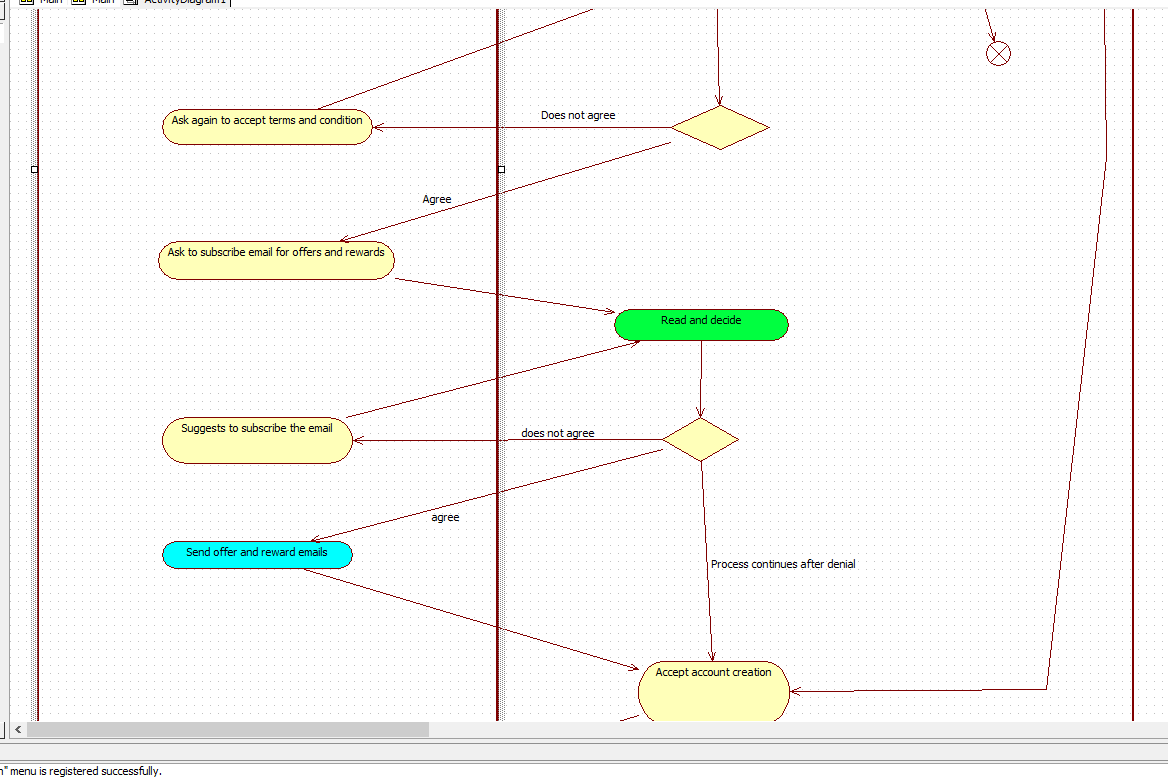 Main Main ActivityDiagram1
Does not agree
Ask again to accept terms and condition
Agree
Ask to subscribe email for offers and rewards
Read and decide
Suggests to subscribe the email
does not agree
agree
Send offer and reward emails
Process continues after denial
Accept account creation
" menu is registered successfully.